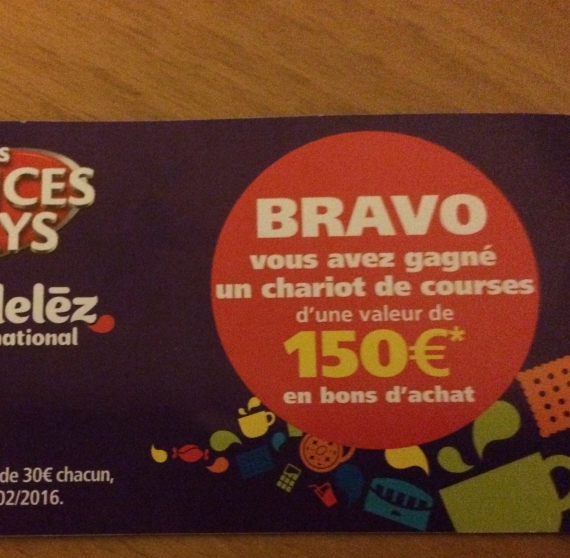 BRAVO
vous avez gagné
un chariot de courses
d'une valeur de
150€*
en bons d'achat
national
de 30€ chacun,
02/2016.